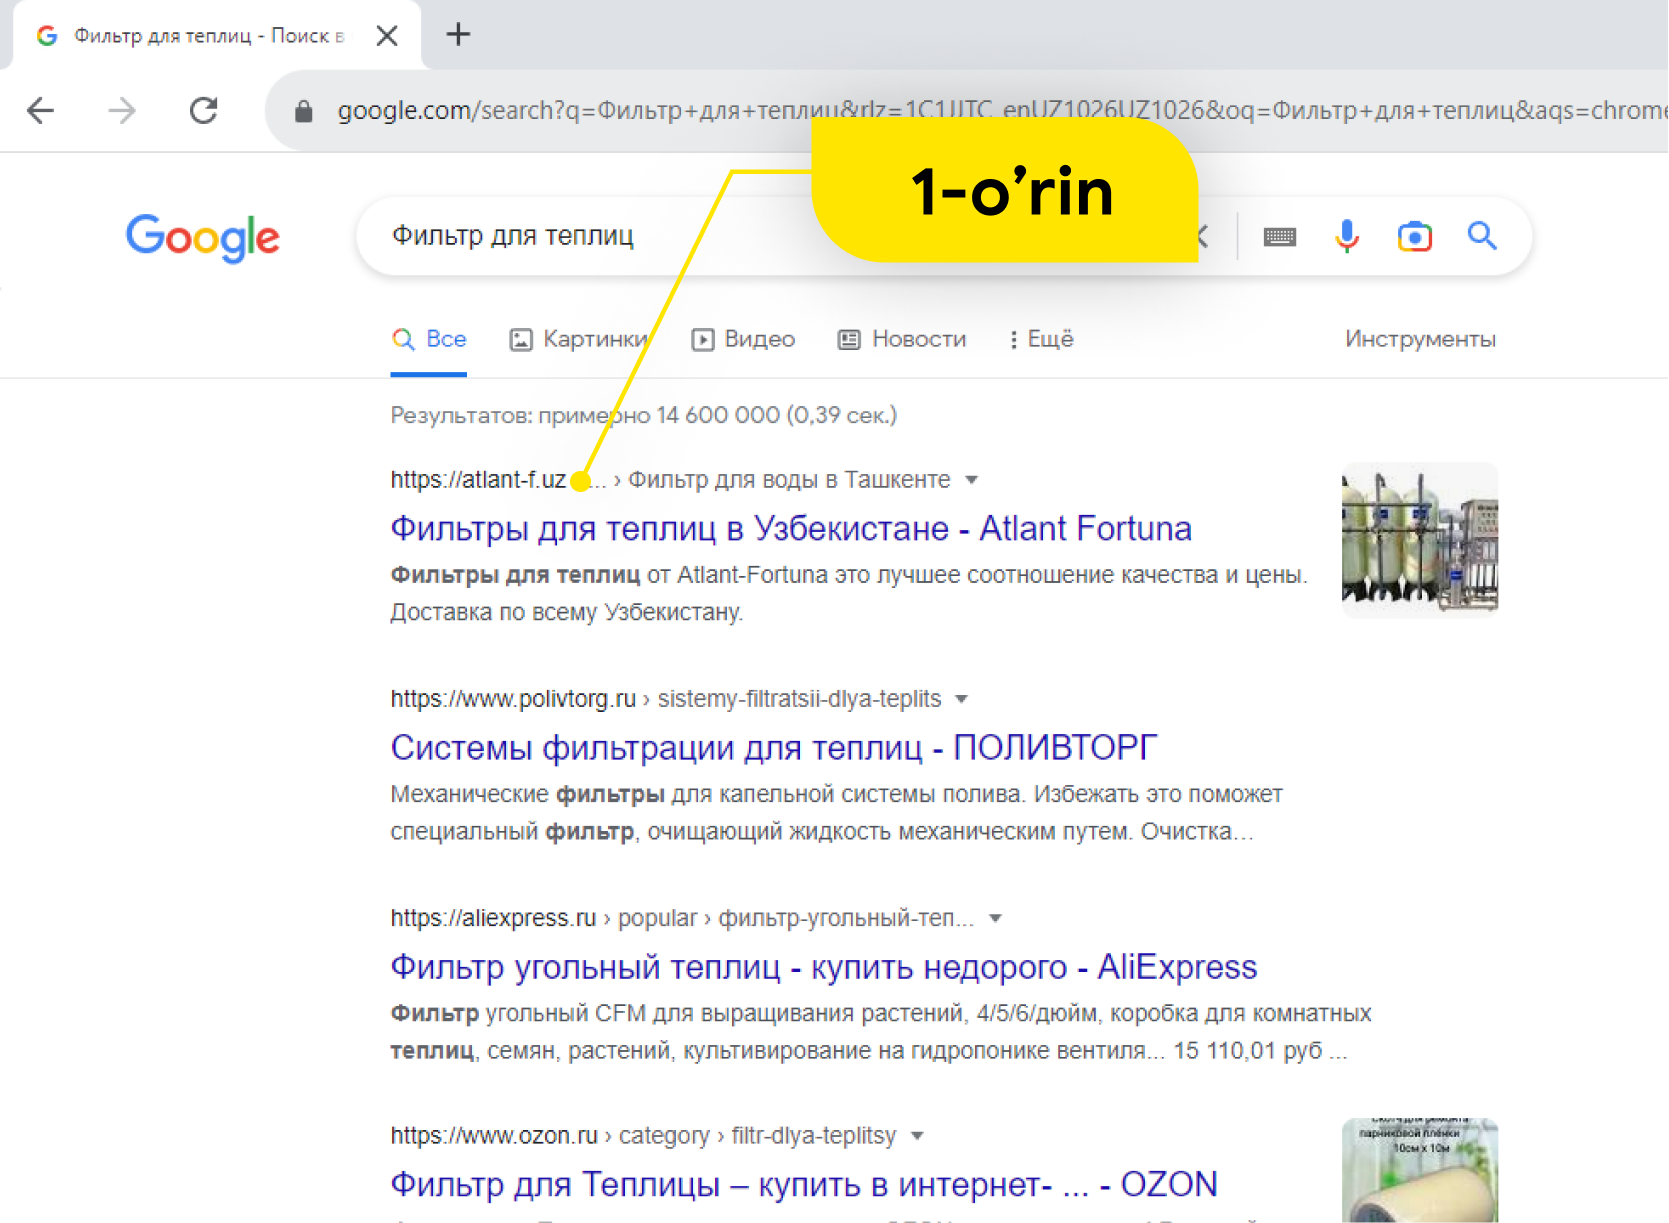 Фильтр для теплиц - Поиск в
google.com/search?q=Фильтр+для+теплиц&rlz=1C1JJTC_enUZ1026UZ1026&oq=Фильтр+для+теплиц&aqs=chrome
1-o’rin
Google
Фильтр для теплиц
Все Картинки Видео Новости Ещё Инструменты
Результатов: примерно 14 600 000 (0,39 сек.)
https://atlant-f.uz ... › Фильтр для воды в Ташкенте
Фильтры для теплиц в Узбекистане - Atlant Fortuna
Фильтры для теплиц от Atlant-Fortuna это лучшее соотношение качества и цены.
Доставка по всему Узбекистану.
https://www.polivtorg.ru › sistemy-filtratsii-dlya-teplits
Системы фильтрации для теплиц - ПОЛИВТОРГ
Механические фильтры для капельной системы полива. Избежать это поможет
специальный фильтр, очищающий жидкость механическим путем. Очистка...
https://aliexpress.ru › popular › фильтр-угольный-теп...
Фильтр угольный теплиц - купить недорого - AliExpress
Фильтр угольный CFM для выращивания растений, 4/5/6/дюйм, коробка для комнатных
теплиц, семян, растений, культивирование на гидропонике вентиля... 15 110,01 руб ...
https://www.ozon.ru › category › filtr-dlya-teplitsy
Фильтр для Теплицы – купить в интернет- ... - OZON
парниковой плёнки
10см x 10м